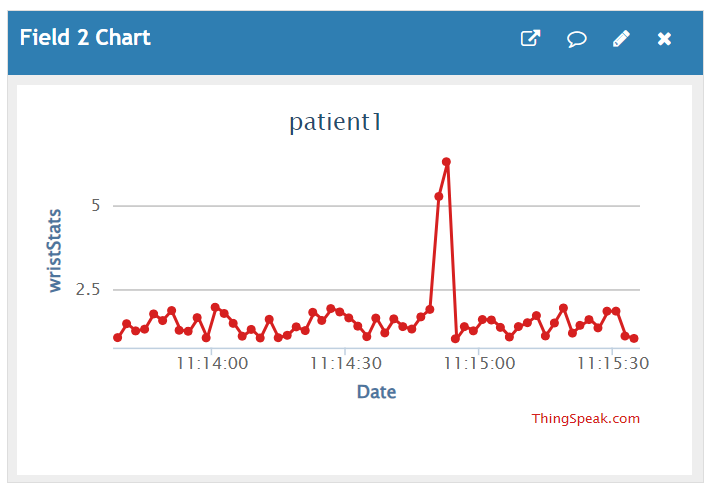 Field 2 Chart
patient1
wristStats
5
2.5
11:14:00 11:14:30 11:15:00 11:15:30
Date
ThingSpeak.com